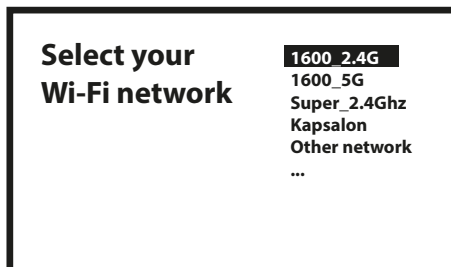 Select your
Wi-Fi network
1600_2.4G
1600_5G
Super_2.4Ghz
Kapsalon
Other network
...